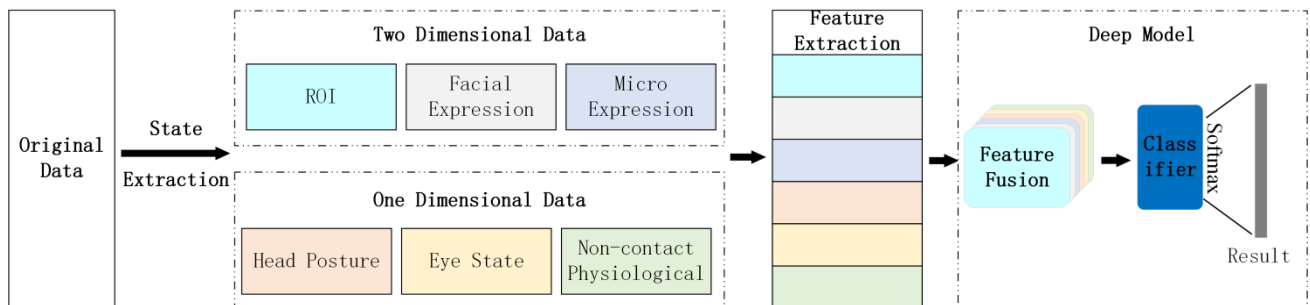 Original
Data
State
Extraction
Two Dimensional Data
ROI
Facial
Expression
Micro
Expression
One Dimensional Data
Head Posture
Eye State
Non-contact
Physiological
Feature
Extraction
Deep Model
Feature
Fusion
Class
ifier
Softmax
Result